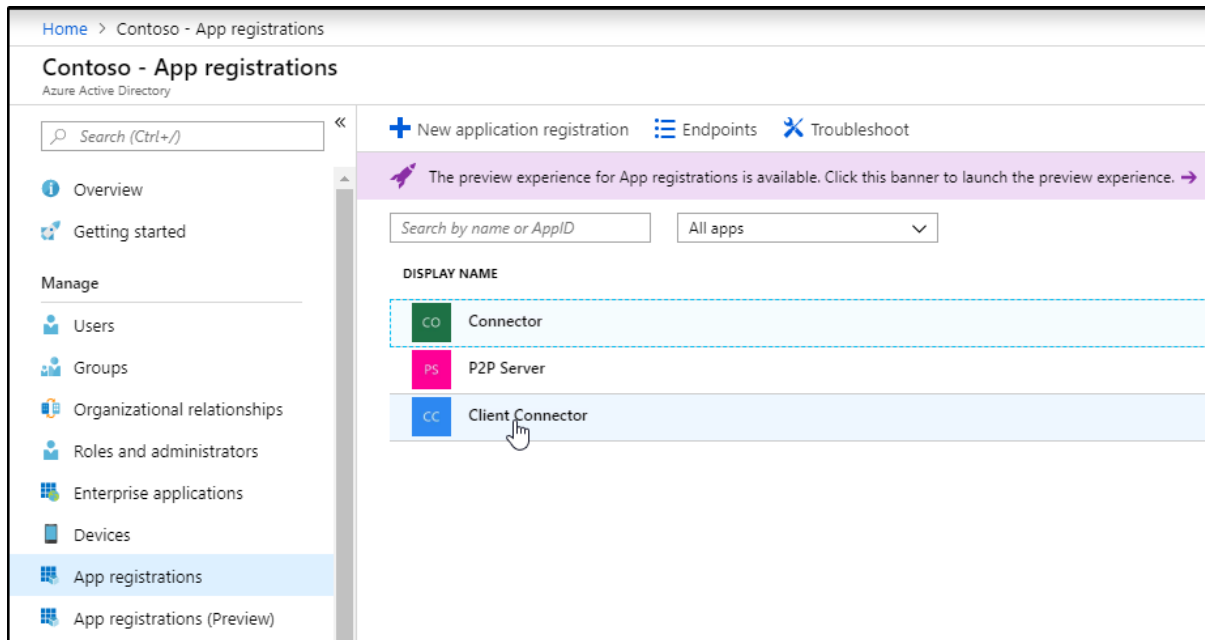 Home > Contoso - App registrations
Contoso - App registrations
Azure Active Directory
Search (Ctrl+/)
«
Overview
Getting started
Manage
Users
Groups
Organizational relationships
Roles and administrators
Enterprise applications
Devices
App registrations
App registrations (Preview)
New application registration Endpoints Troubleshoot
The preview experience for App registrations is available. Click this banner to launch the preview experience. →
Search by name or AppID All apps
DISPLAY NAME
CO Connector
PS P2P Server
CC Client Connector